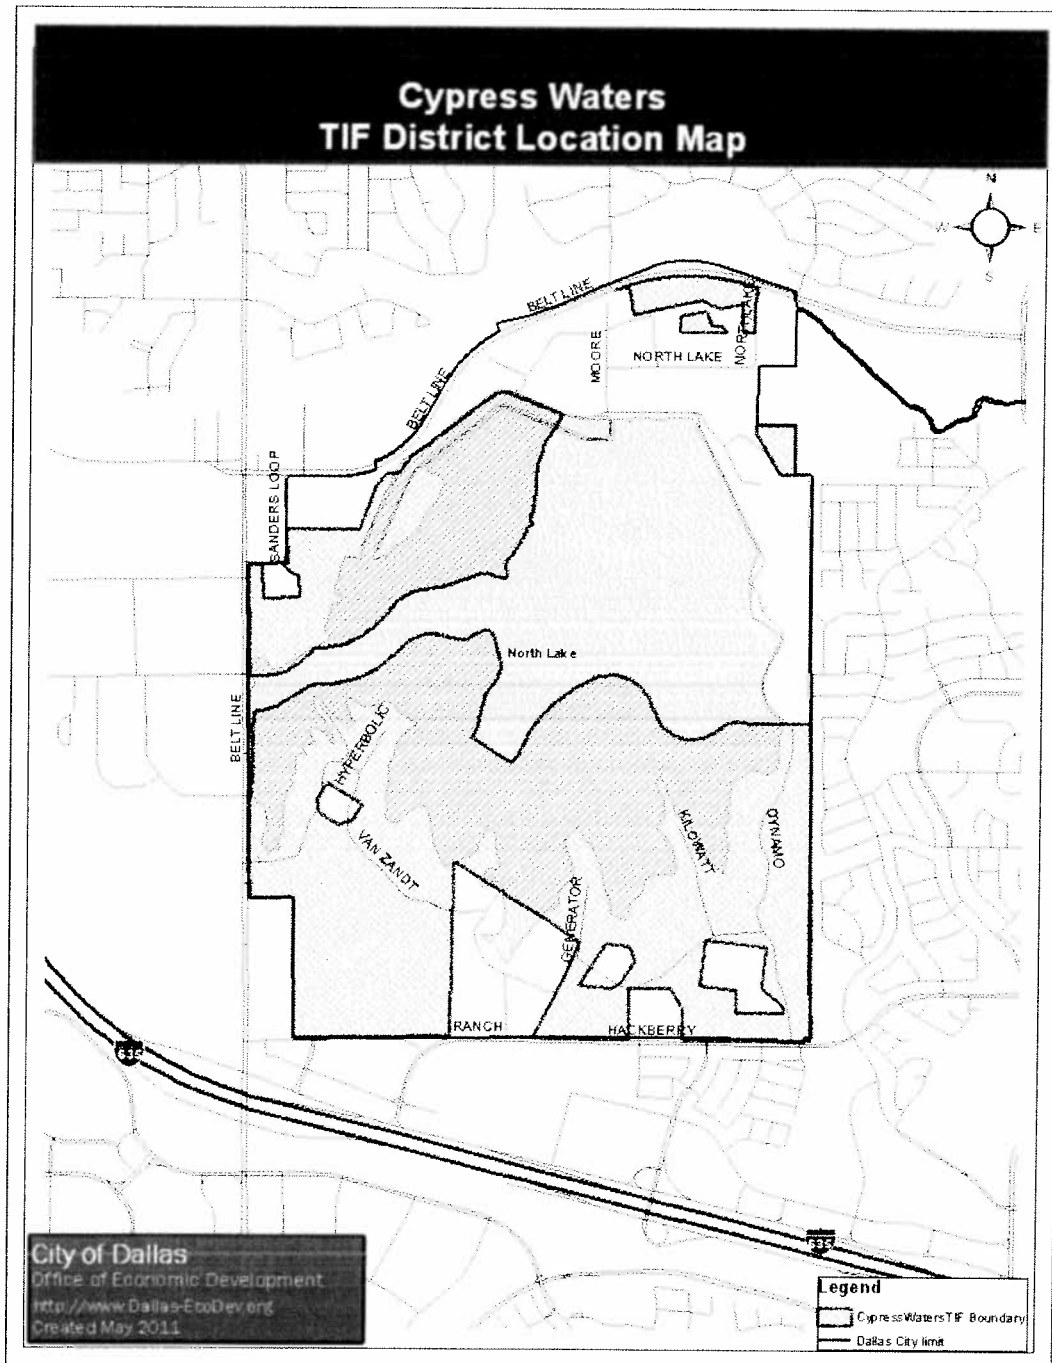 Cypress Waters
TIF District Location Map
N
W
E
S
BELT LINE
MOORE
NORTH LAKE
NORTHLAKE
BELT LINE
SANDERS LOOP
North Lake
BELT LINE
HYPERBOLIC
VAN ZANDT
KILOWATT
DYNAMO
GENERATOR
RANCH
HACKBERRY
635
635
City of Dallas
Office of Economic Development
http://www.Dallas-EcoDev.org
Created May 2011
Legend
CypressWatersTIF Boundary
Dallas City limit